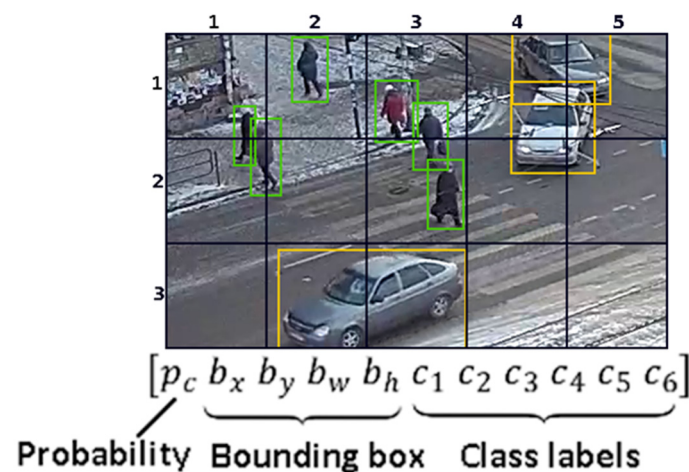 1 2 3 4 5
1
2
3
[p_c b_x b_y b_w b_h c_1 c_2 c_3 c_4 c_5 c_6]
Probability Bounding box Class labels